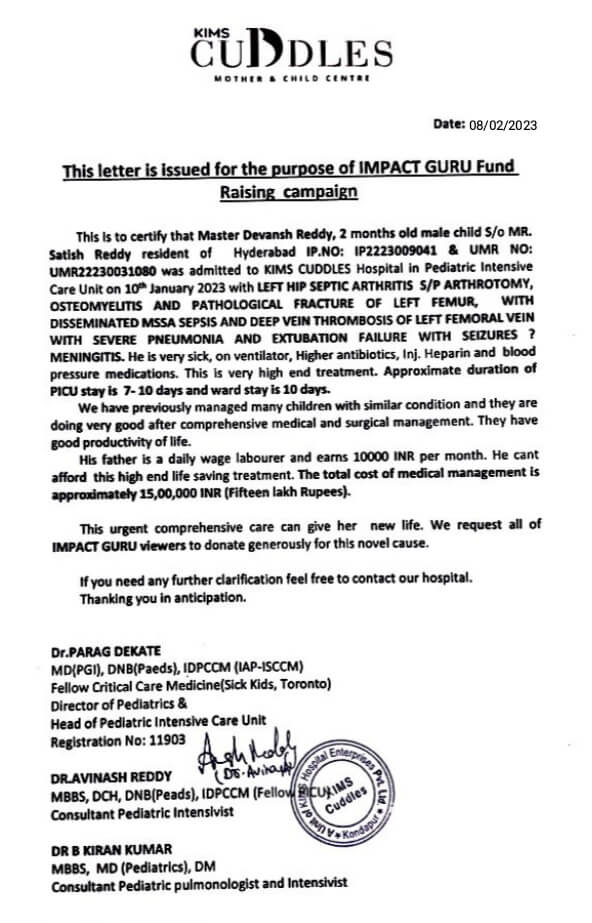 KIMS
CUDDLES
MOTHER & CHILD CENTRE
Date: 08/02/2023
This letter is issued for the purpose of IMPACT GURU Fund
Raising campaign
This is to certify that Master Devansh Reddy, 2 months old male child S/o MR.
Satish Reddy resident of Hyderabad IP.NO: IP2223009041 & UMR NO:
UMR22230031080 was admitted to KIMS CUDDLES Hospital in Pediatric Intensive
Care Unit on 10th January 2023 with LEFT HIP SEPTIC ARTHRITIS S/P ARTHROTOMY,
OSTEOMYELITIS AND PATHOLOGICAL FRACTURE OF LEFT FEMUR, WITH
DISSEMINATED MSSA SEPSIS AND DEEP VEIN THROMBOSIS OF LEFT FEMORAL VEIN
WITH SEVERE PNEUMONIA AND EXTUBATION FAILURE WITH SEIZURES ?
MENINGITIS. He is very sick, on ventilator, Higher antibiotics, Inj. Heparin and blood
pressure medications. This is very high end treatment. Approximate duration of
PICU stay is 7- 10 days and ward stay is 10 days.
We have previously managed many children with similar condition and they are
doing very good after comprehensive medical and surgical management. They have
good productivity of life.
His father is a daily wage labourer and earns 10000 INR per month. He cant
afford this high end life saving treatment. The total cost of medical management is
approximately 15,00,000 INR (Fifteen lakh Rupees).
This urgent comprehensive care can give her new life. We request all of
IMPACT GURU viewers to donate generously for this novel cause.
If you need any further clarification feel free to contact our hospital.
Thanking you in anticipation.
Dr.PARAG DEKATE
MD(PGI), DNB(Paeds), IDPCCM (IAP-ISCCM)
Fellow Critical Care Medicine(Sick Kids, Toronto)
Director of Pediatrics &
Head of Pediatric Intensive Care Unit
Registration No: 11903
DR.AVINASH REDDY
MBBS, DCH, DNB(Peads), IDPCCM (Fellow PICU)
Consultant Pediatric Intensivist
A Unit of KIMS Hospital Enterprises Pvt Ltd
Kondapur
KIMS
Cuddles
DR B KIRAN KUMAR
MBBS, MD (Pediatrics), DM
Consultant Pediatric pulmonologist and Intensivist